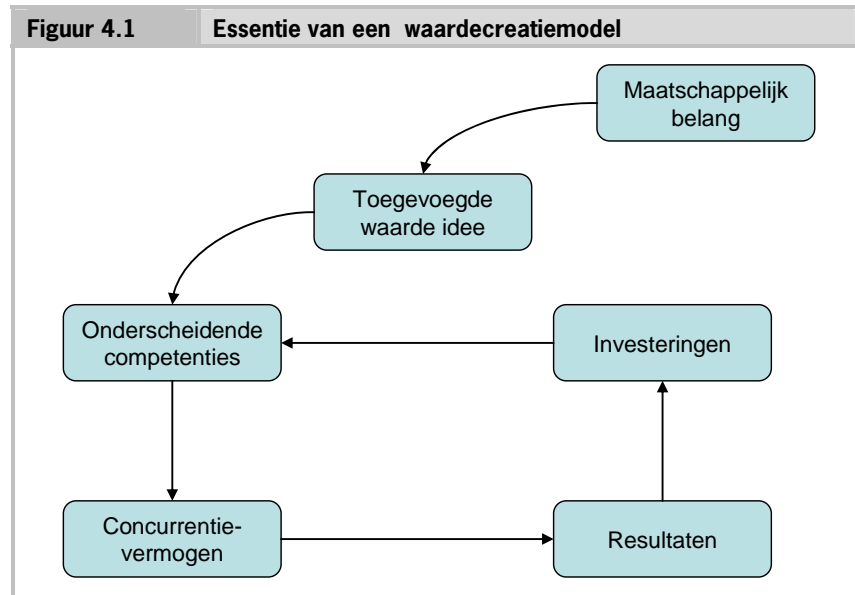 Figuur 4.1 Essentie van een waardecreatiemodel
Maatschappelijk
belang
Toegevoegde
waarde idee
Onderscheidende
competenties
Investeringen
Concurrentie-
vermogen
Resultaten